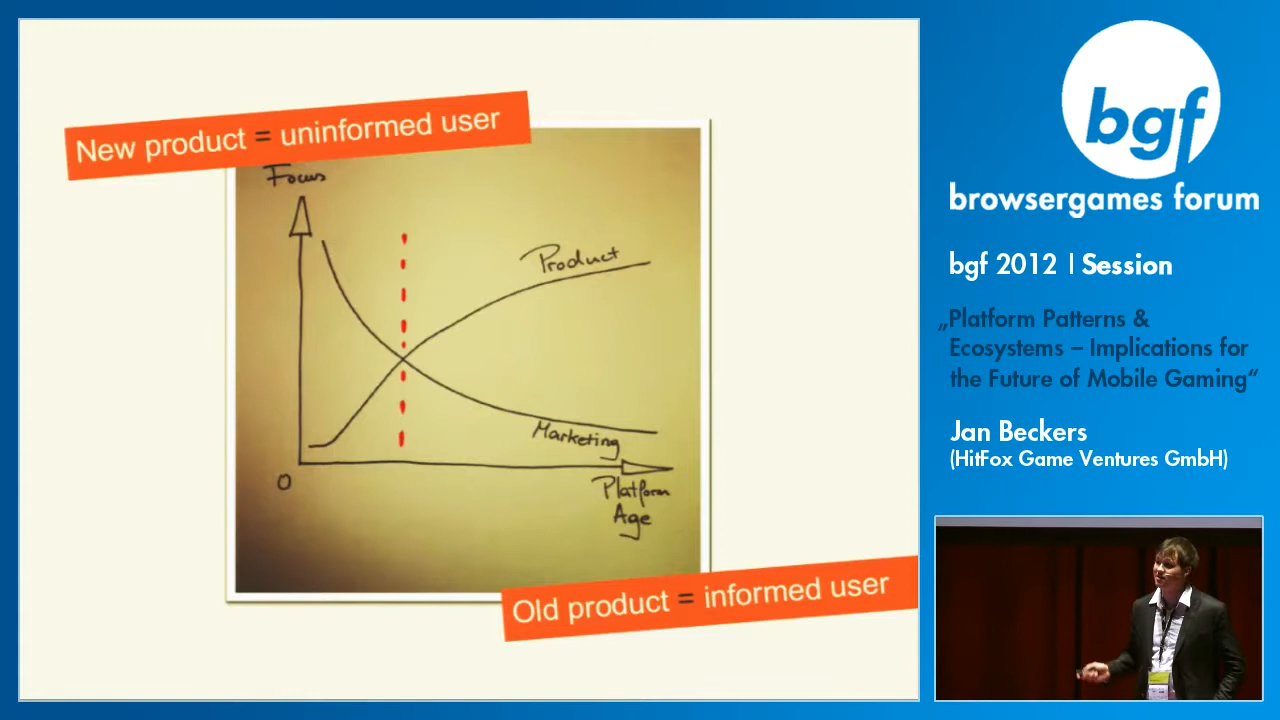 New product = uninformed user
Focus
Product
Marketing
O
Platform
Age
Old product = informed user
bgf
browsergames forum
bgf 2012 | Session
„Platform Patterns &
Ecosystems – Implications for
the Future of Mobile Gaming“
Jan Beckers
(HitFox Game Ventures GmbH)